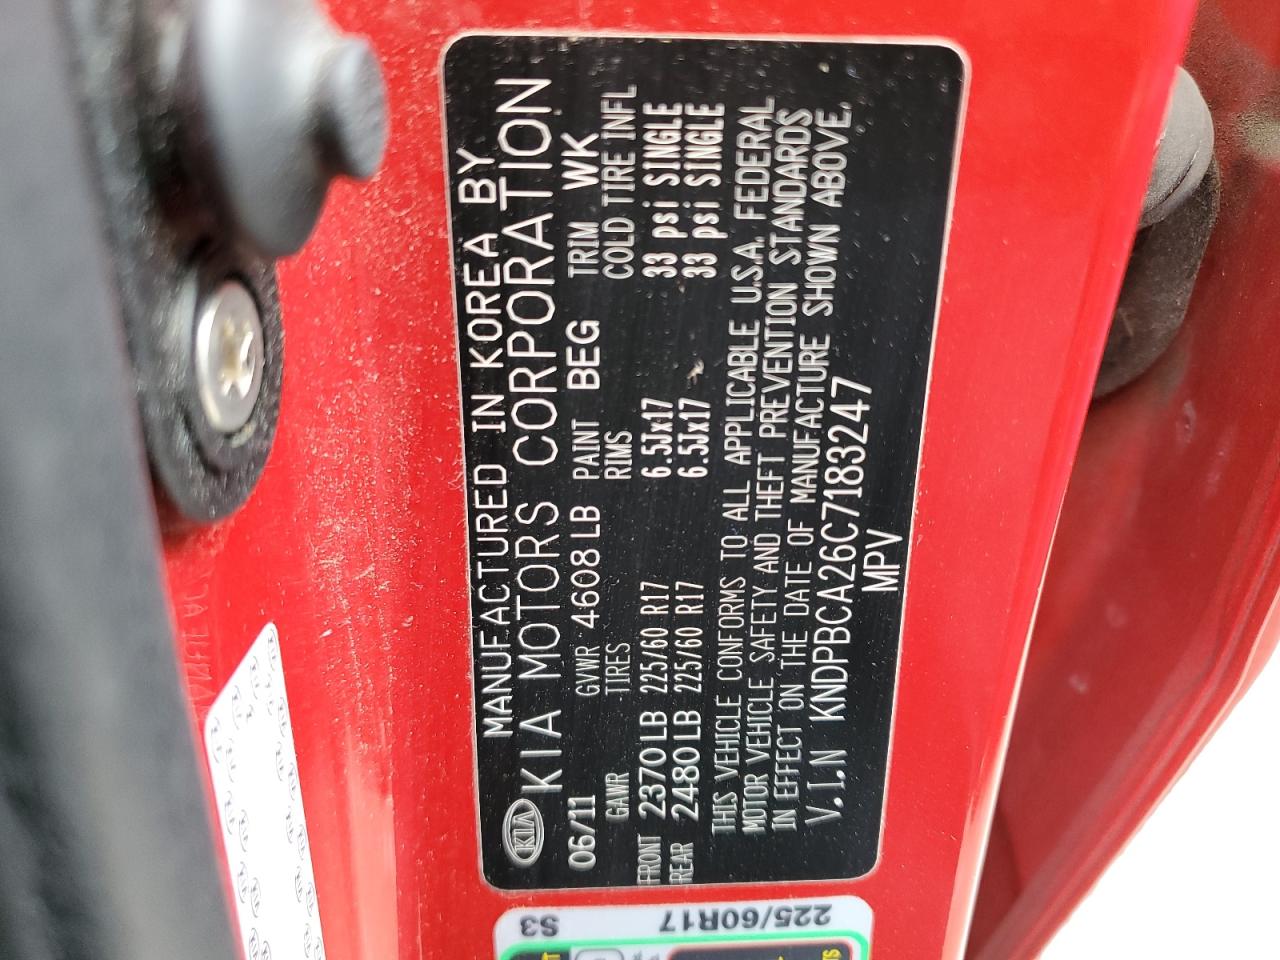 MANUFACTURED IN KOREA BY
KIA KIA MOTORS CORPORATION
06/11 GVWR 4608 LB PAINT BEG TRIM WK
GAWR TIRES RIMS COLD TIRE INFL
FRONT 2370 LB 225/60 R17 6.5Jx17 33 psi SINGLE
REAR 2480 LB 225/60 R17 6.5Jx17 33 psi SINGLE
THIS VEHICLE CONFORMS TO ALL APPLICABLE U.S.A. FEDERAL
MOTOR VEHICLE SAFETY AND THEFT PREVENTION STANDARDS
IN EFFECT ON THE DATE OF MANUFACTURE SHOWN ABOVE.
V.I.N KNDPBCA26C7183247
MPV
S3
225/60R17